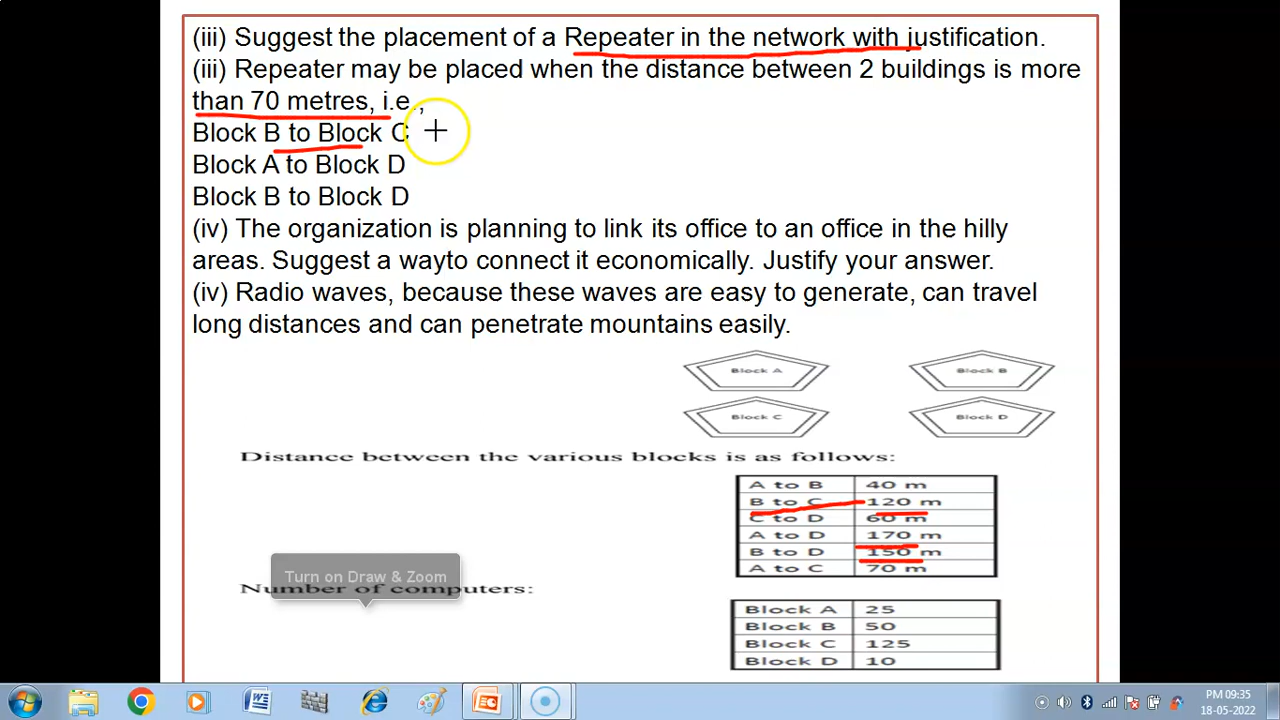 (iii) Suggest the placement of a Repeater in the network with justification.
(iii) Repeater may be placed when the distance between 2 buildings is more
than 70 metres, i.e.,
Block B to Block C
Block A to Block D
Block B to Block D
(iv) The organization is planning to link its office to an office in the hilly
areas. Suggest a wayto connect it economically. Justify your answer.
(iv) Radio waves, because these waves are easy to generate, can travel
long distances and can penetrate mountains easily.
Block A Block B
Block C Block D
Distance between the various blocks is as follows:
A to B 40 m
B to C 120 m
C to D 60 m
A to D 170 m
B to D 150 m
A to C 70 m
Turn on Draw & Zoom
Number of computers:
Block A 25
Block B 50
Block C 125
Block D 10
PM 09:35
18-05-2022